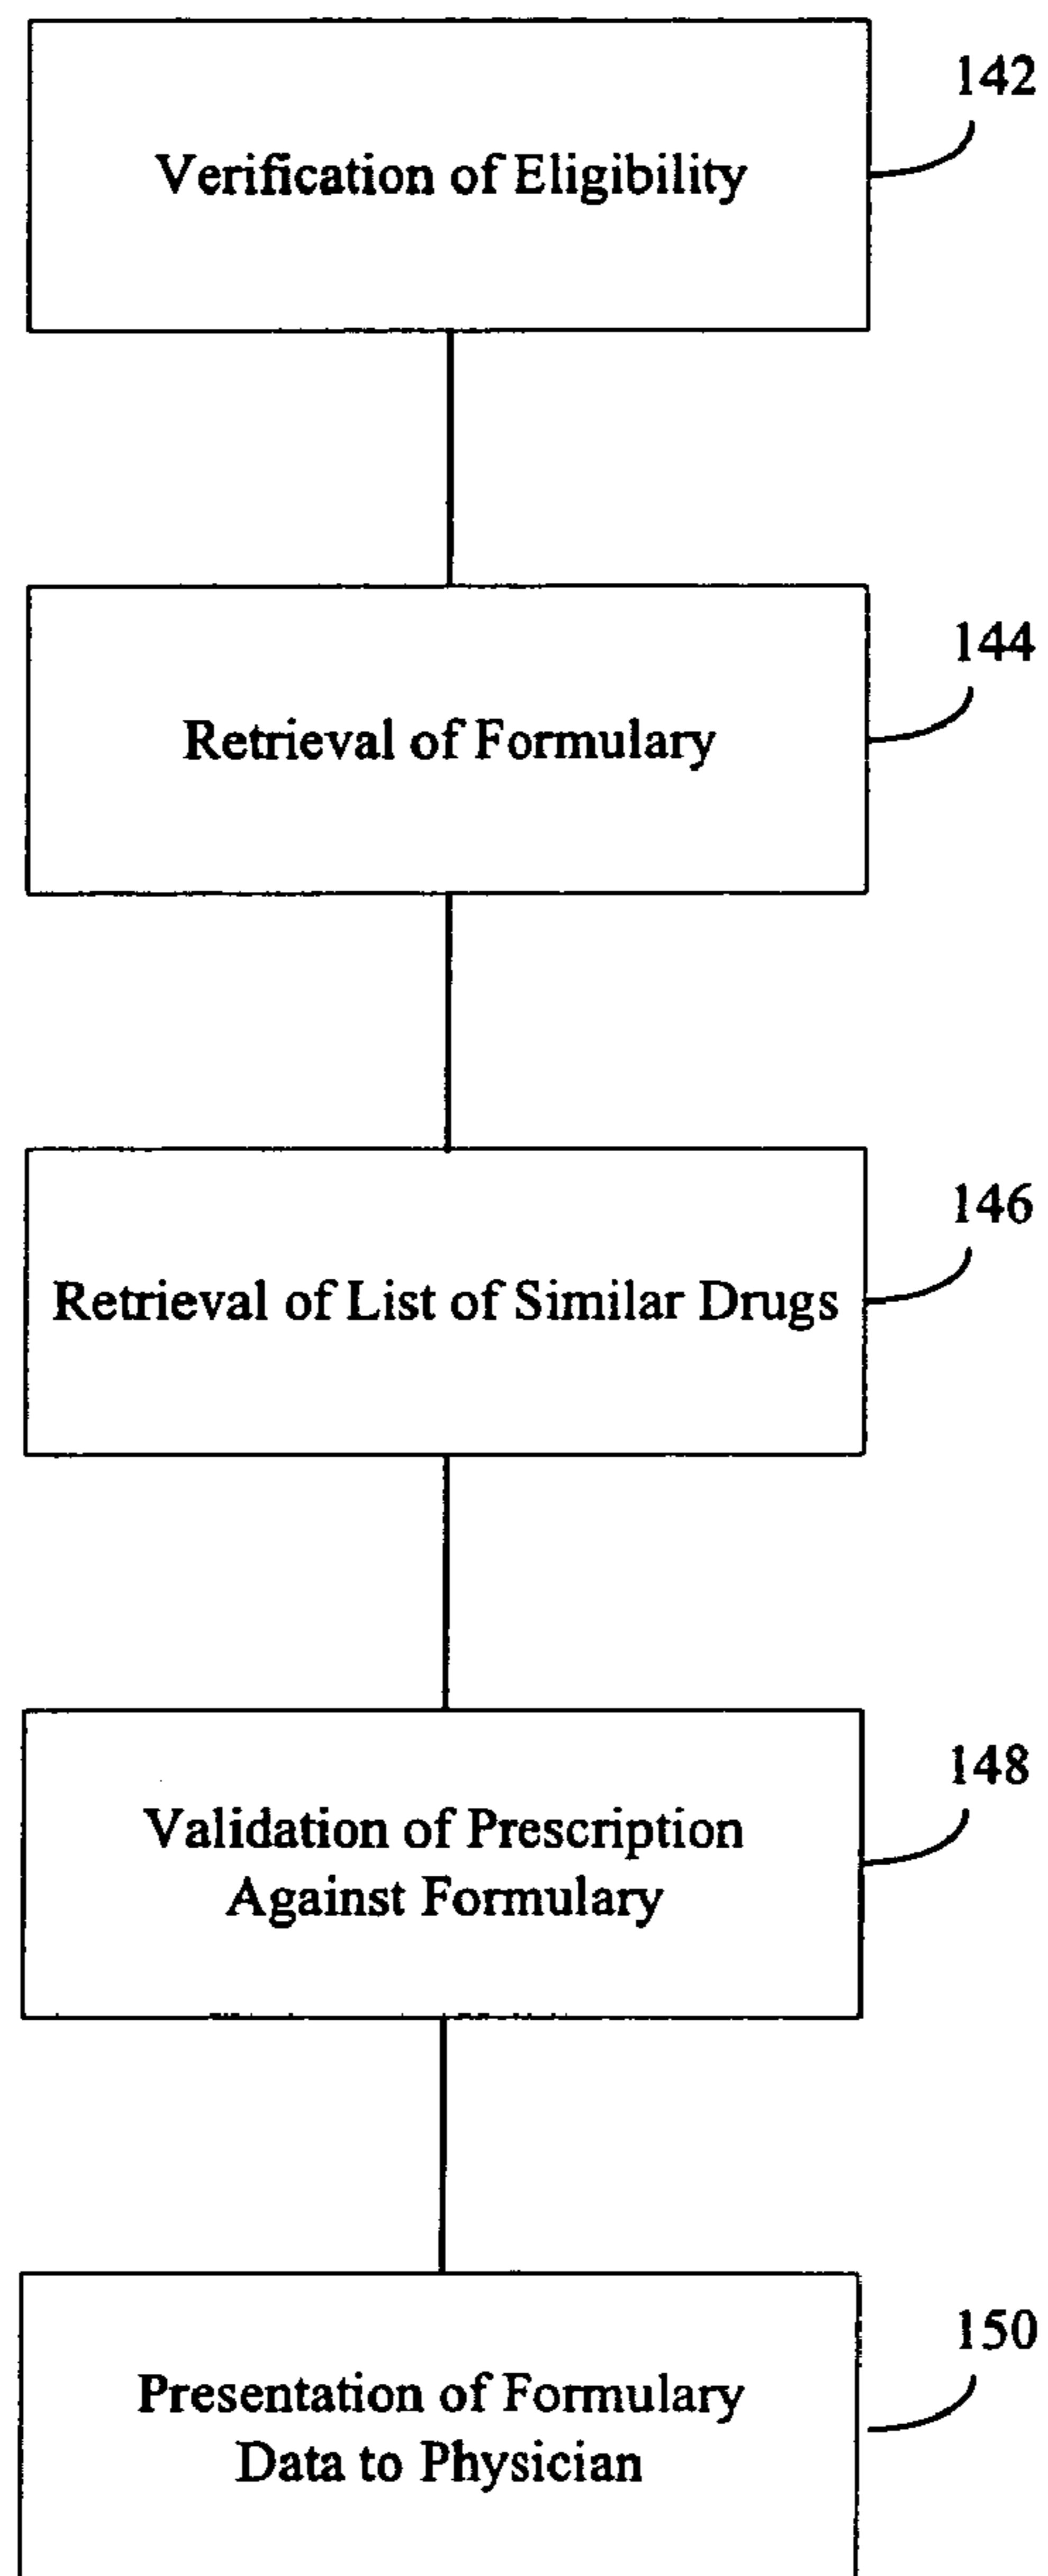 142
Verification of Eligibility
144
Retrieval of Formulary
146
Retrieval of List of Similar Drugs
148
Validation of Prescription
Against Formulary
150
Presentation of Formulary
Data to Physician